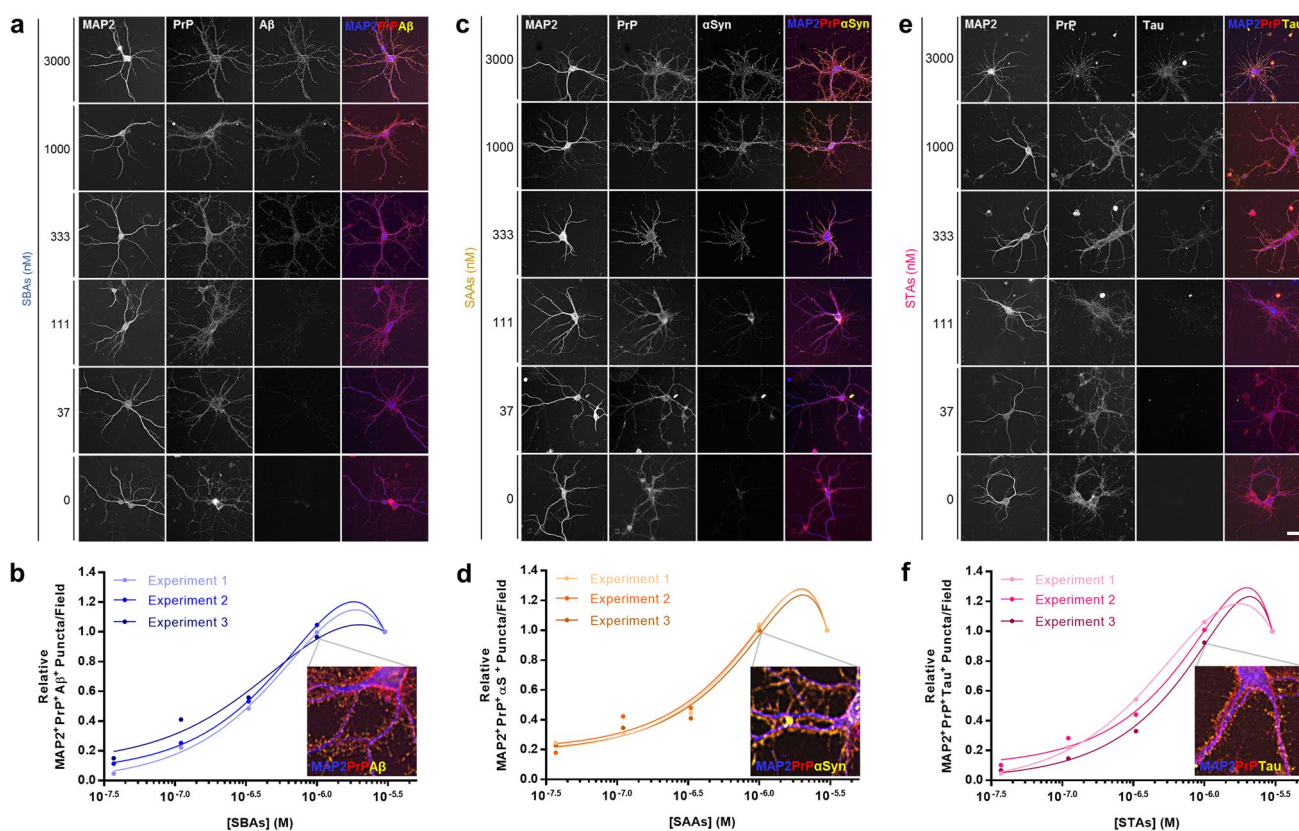 a
MAP2 PrP Aβ MAP2PrPAβ
3000
1000
333
111
37
0
SBAs (nM)
c
MAP2 PrP αSyn MAP2PrPαSyn
3000
1000
333
111
37
0
SAAs (nM)
e
MAP2 PrP Tau MAP2PrPTau
3000
1000
333
111
37
0
STAs (nM)
b
Relative
MAP2⁺PrP⁺Aβ⁺ Puncta/Field
1.4
1.2
1.0
0.8
0.6
0.4
0.2
0.0
Experiment 1
Experiment 2
Experiment 3
MAP2PrPAβ
10⁻⁷·⁵ 10⁻⁷·⁰ 10⁻⁶·⁵ 10⁻⁶·⁰ 10⁻⁵·⁵
[SBAs] (M)
d
Relative
MAP2⁺PrP⁺αS⁺ Puncta/Field
1.4
1.2
1.0
0.8
0.6
0.4
0.2
0.0
Experiment 1
Experiment 2
Experiment 3
MAP2PrPαSyn
10⁻⁷·⁵ 10⁻⁷·⁰ 10⁻⁶·⁵ 10⁻⁶·⁰ 10⁻⁵·⁵
[SAAs] (M)
f
Relative
MAP2⁺PrP⁺Tau⁺ Puncta/Field
1.4
1.2
1.0
0.8
0.6
0.4
0.2
0.0
Experiment 1
Experiment 2
Experiment 3
MAP2PrPTau
10⁻⁷·⁵ 10⁻⁷·⁰ 10⁻⁶·⁵ 10⁻⁶·⁰ 10⁻⁵·⁵
[STAs] (M)